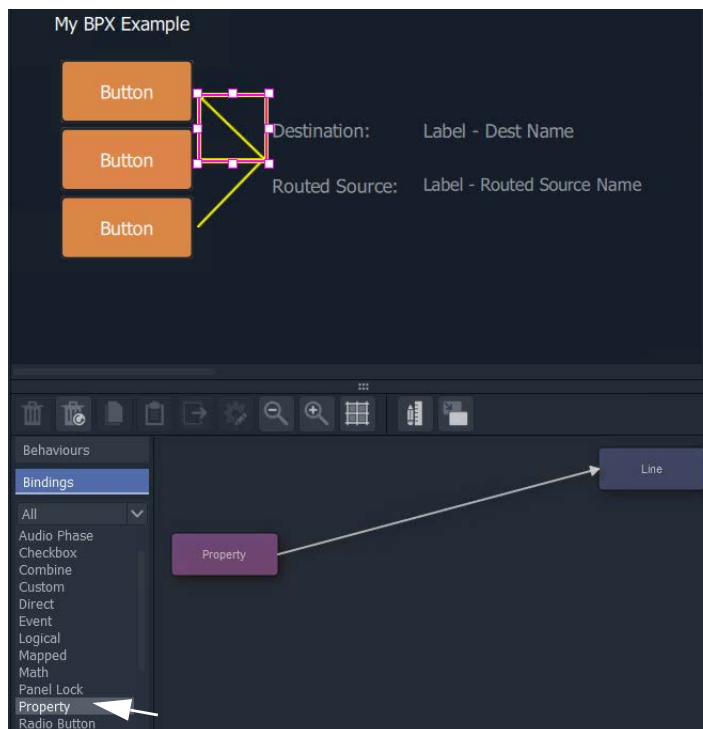 My BPX Example
Button
Button
Button
Destination: Label - Dest Name
Routed Source: Label - Routed Source Name
Behaviours
Bindings
All
Audio Phase
Checkbox
Combine
Custom
Direct
Event
Logical
Mapped
Math
Panel Lock
Property
Radio Button
Property
Line